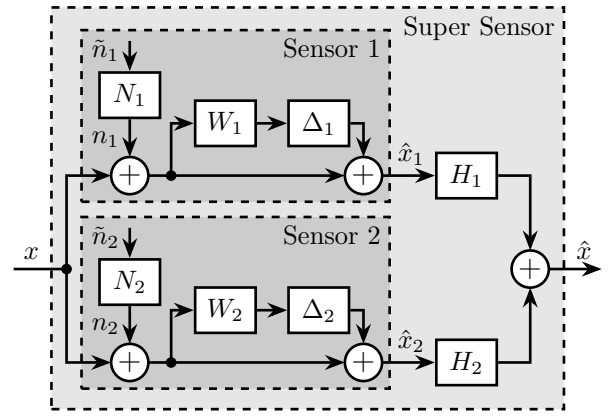 Super Sensor
Sensor 1
ñ₁
N₁
n₁
W₁
Δ₁
x̂₁
H₁
x
x̂
Sensor 2
ñ₂
N₂
n₂
W₂
Δ₂
x̂₂
H₂
+
+
+
+
+